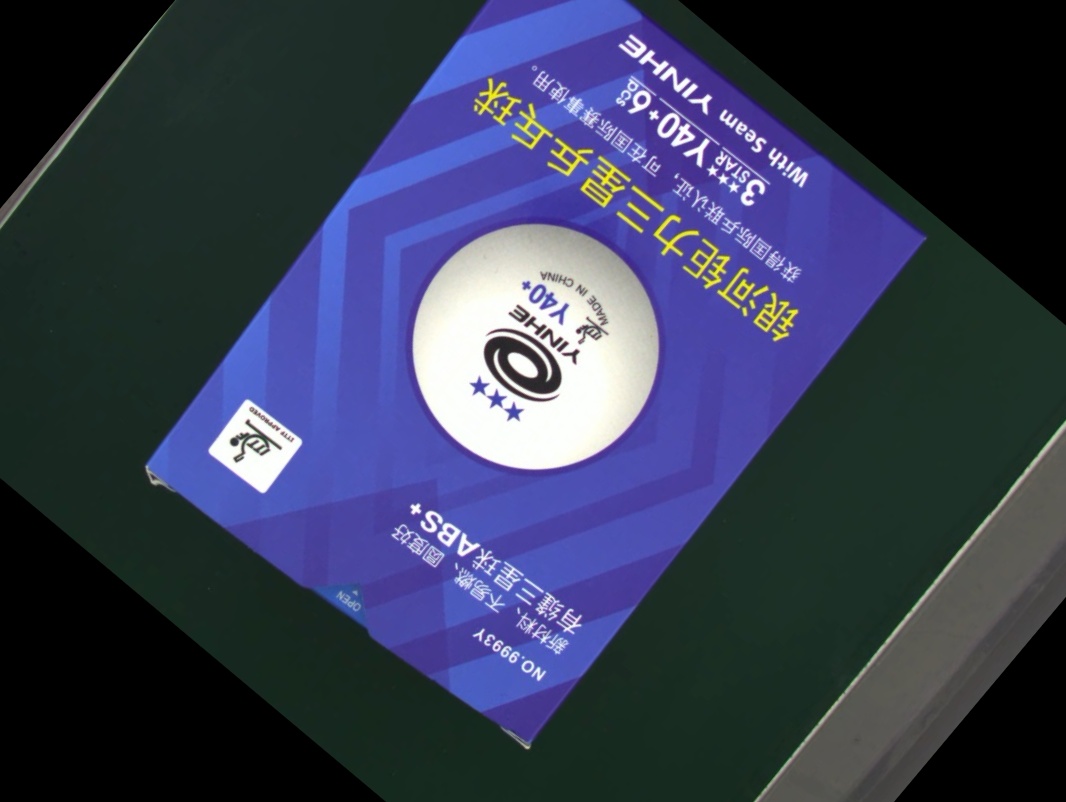 OPEN
ITTF APPROVED
NO.9993Y
新材料、不易燃、圆度好
有缝三星球ABS+
YINHE
Y40+
MADE IN CHINA
银河钜力三星乒乓球
获得国际乒联认证，可在国际赛事使用。
3 STAR Y40+ 6
With Seam YINHE